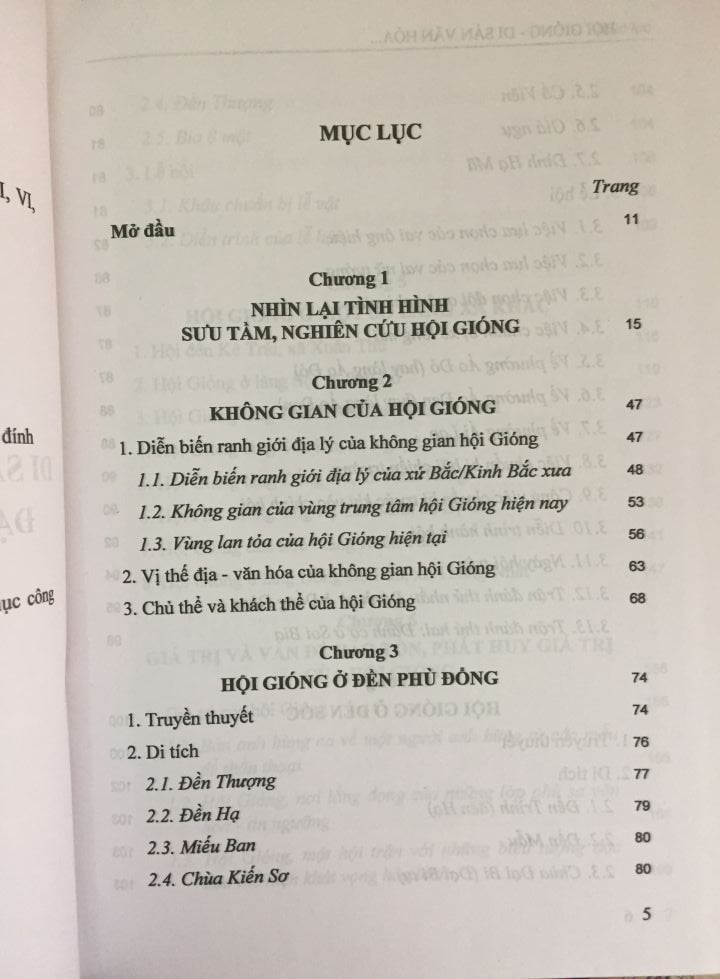 I, VỊ,
đính
ục công
MỤC LỤC
Trang
Mở đầu 11
Chương 1
NHÌN LẠI TÌNH HÌNH
SƯU TẦM, NGHIÊN CỨU HỘI GIÓNG 15
Chương 2
KHÔNG GIAN CỦA HỘI GIÓNG 47
1. Diễn biến ranh giới địa lý của không gian hội Gióng 47
1.1. Diễn biến ranh giới địa lý của xứ Bắc/Kinh Bắc xưa 48
1.2. Không gian của vùng trung tâm hội Gióng hiện nay 53
1.3. Vùng lan tỏa của hội Gióng hiện tại 56
2. Vị thế địa - văn hóa của không gian hội Gióng 63
3. Chủ thể và khách thể của hội Gióng 68
Chương 3
HỘI GIÓNG Ở ĐỀN PHÙ ĐỔNG 74
1. Truyền thuyết 74
2. Di tích 76
2.1. Đền Thượng 77
2.2. Đền Hạ 79
2.3. Miếu Ban 80
2.4. Chùa Kiến Sơ 80
5